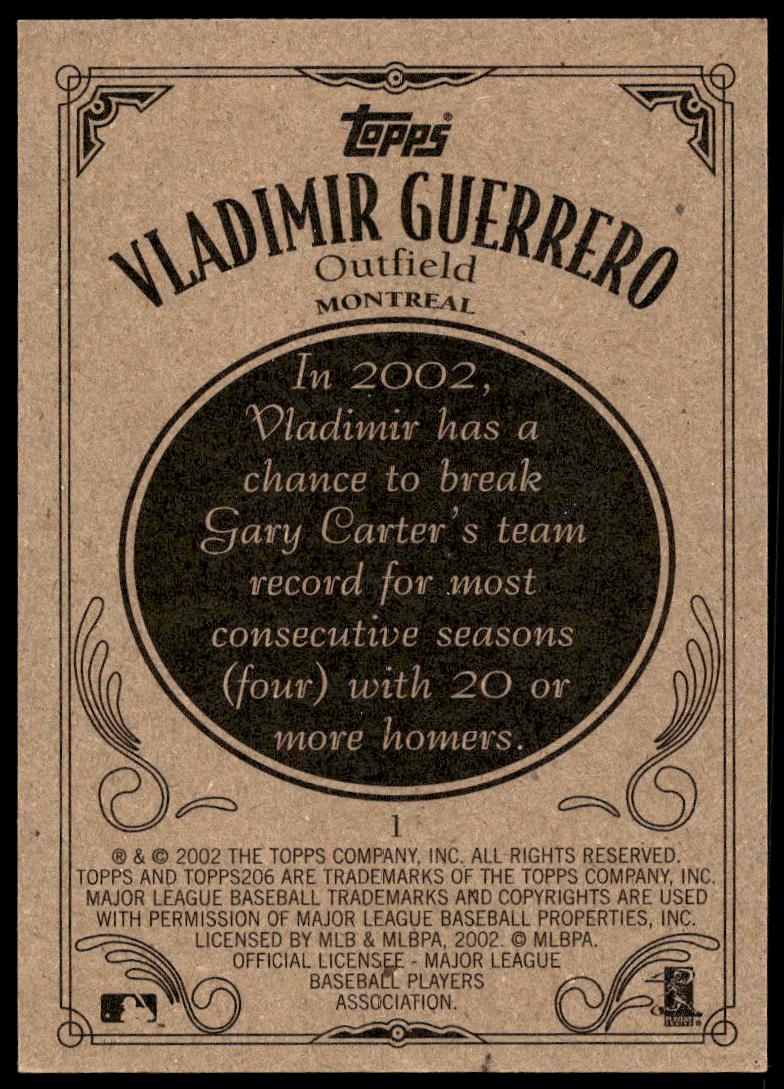 topps®
VLADIMIR GUERRERO
Outfield
MONTREAL
In 2002,
Vladimir has a
chance to break
Gary Carter's team
record for most
consecutive seasons
(four) with 20 or
more homers.
1
® & © 2002 THE TOPPS COMPANY, INC. ALL RIGHTS RESERVED.
TOPPS AND TOPPS206 ARE TRADEMARKS OF THE TOPPS COMPANY, INC.
MAJOR LEAGUE BASEBALL TRADEMARKS AND COPYRIGHTS ARE USED
WITH PERMISSION OF MAJOR LEAGUE BASEBALL PROPERTIES, INC.
LICENSED BY MLB & MLBPA, 2002. © MLBPA.
OFFICIAL LICENSEE - MAJOR LEAGUE
BASEBALL PLAYERS
ASSOCIATION.